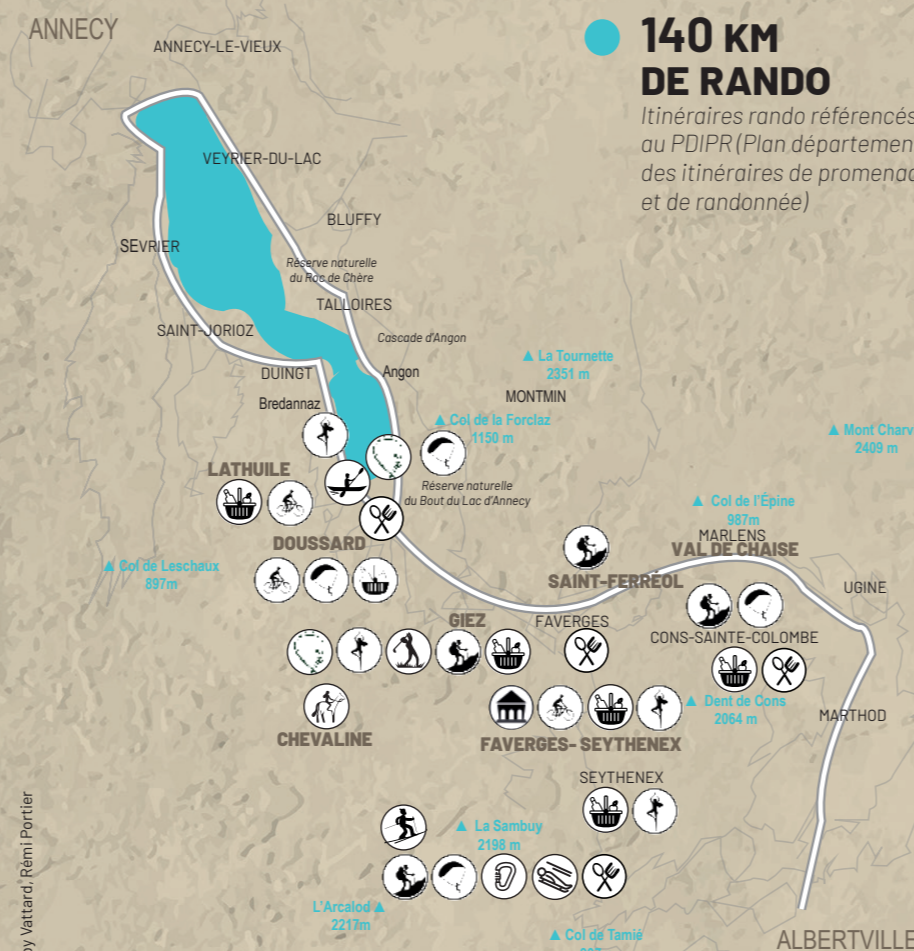 ANNECY
ANNECY-LE-VIEUX
140 KM
DE RANDO
Itinéraires rando référencés
au PDIPR (Plan départemen
des itinéraires de promenad
et de randonnée)
VEYRIER-DU-LAC
BLUFFY
SEVRIER
Réserve naturelle
du Roc de Chère
TALLOIRES
SAINT-JORIOZ
Cascade d'Angon
DUINGT
Angon
▲ La Tournette
2351 m
Bredannaz
MONTMIN
▲ Col de la Forclaz
1150 m
▲ Mont Charv
2409 m
LATHUILE
Réserve naturelle
du Bout du Lac d'Annecy
▲ Col de l'Épine
987m
MARLENS
VAL DE CHAISE
DOUSSARD
▲ Col de Leschaux
897m
SAINT-FERRÉOL
UGINE
GIEZ
FAVERGES
CONS-SAINTE-COLOMBE
▲ Dent de Cons
2064 m
MARTHOD
CHEVALINE
FAVERGES- SEYTHENEX
SEYTHENEX
▲ La Sambuy
2198 m
L'Arcalod ▲
2217m
▲ Col de Tamié
ALBERTVILLE
by Vattard, Rémi Portier